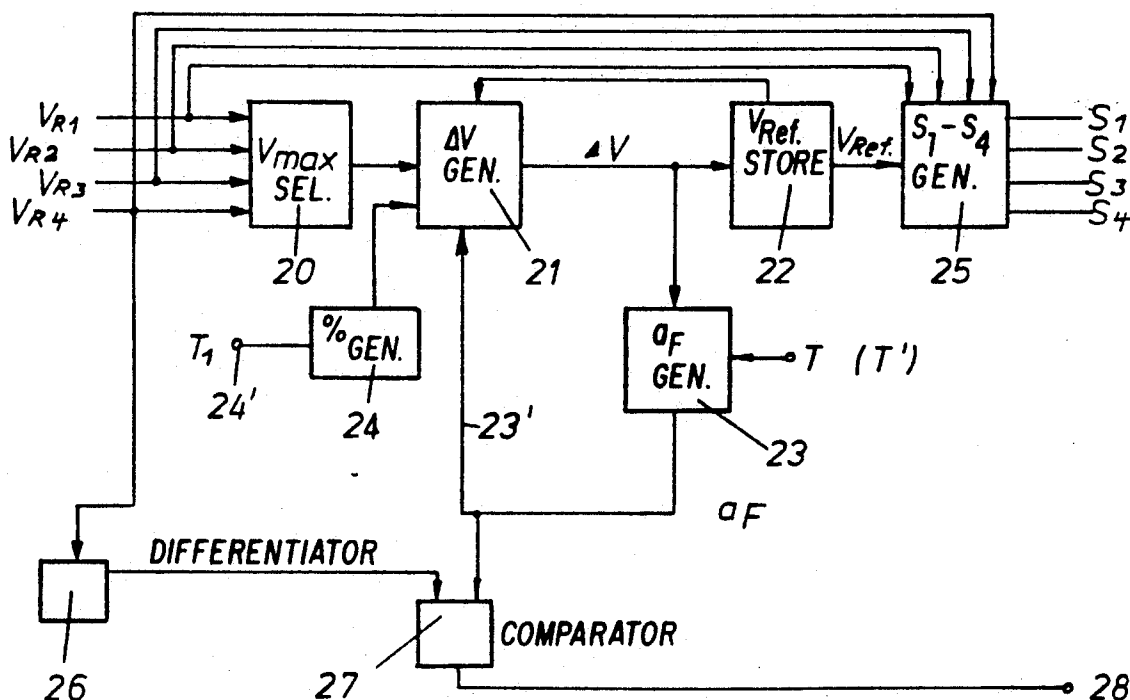 VR1
VR2
VR3
VR4
Vmax
SEL.
20
ΔV
GEN.
21
ΔV
VRef.
STORE
22
VRef.
S1-S4
GEN.
25
S1
S2
S3
S4
T1
24'
%
GEN.
24
23'
aF
GEN.
23
T (T')
aF
DIFFERENTIATOR
26
27
COMPARATOR
28